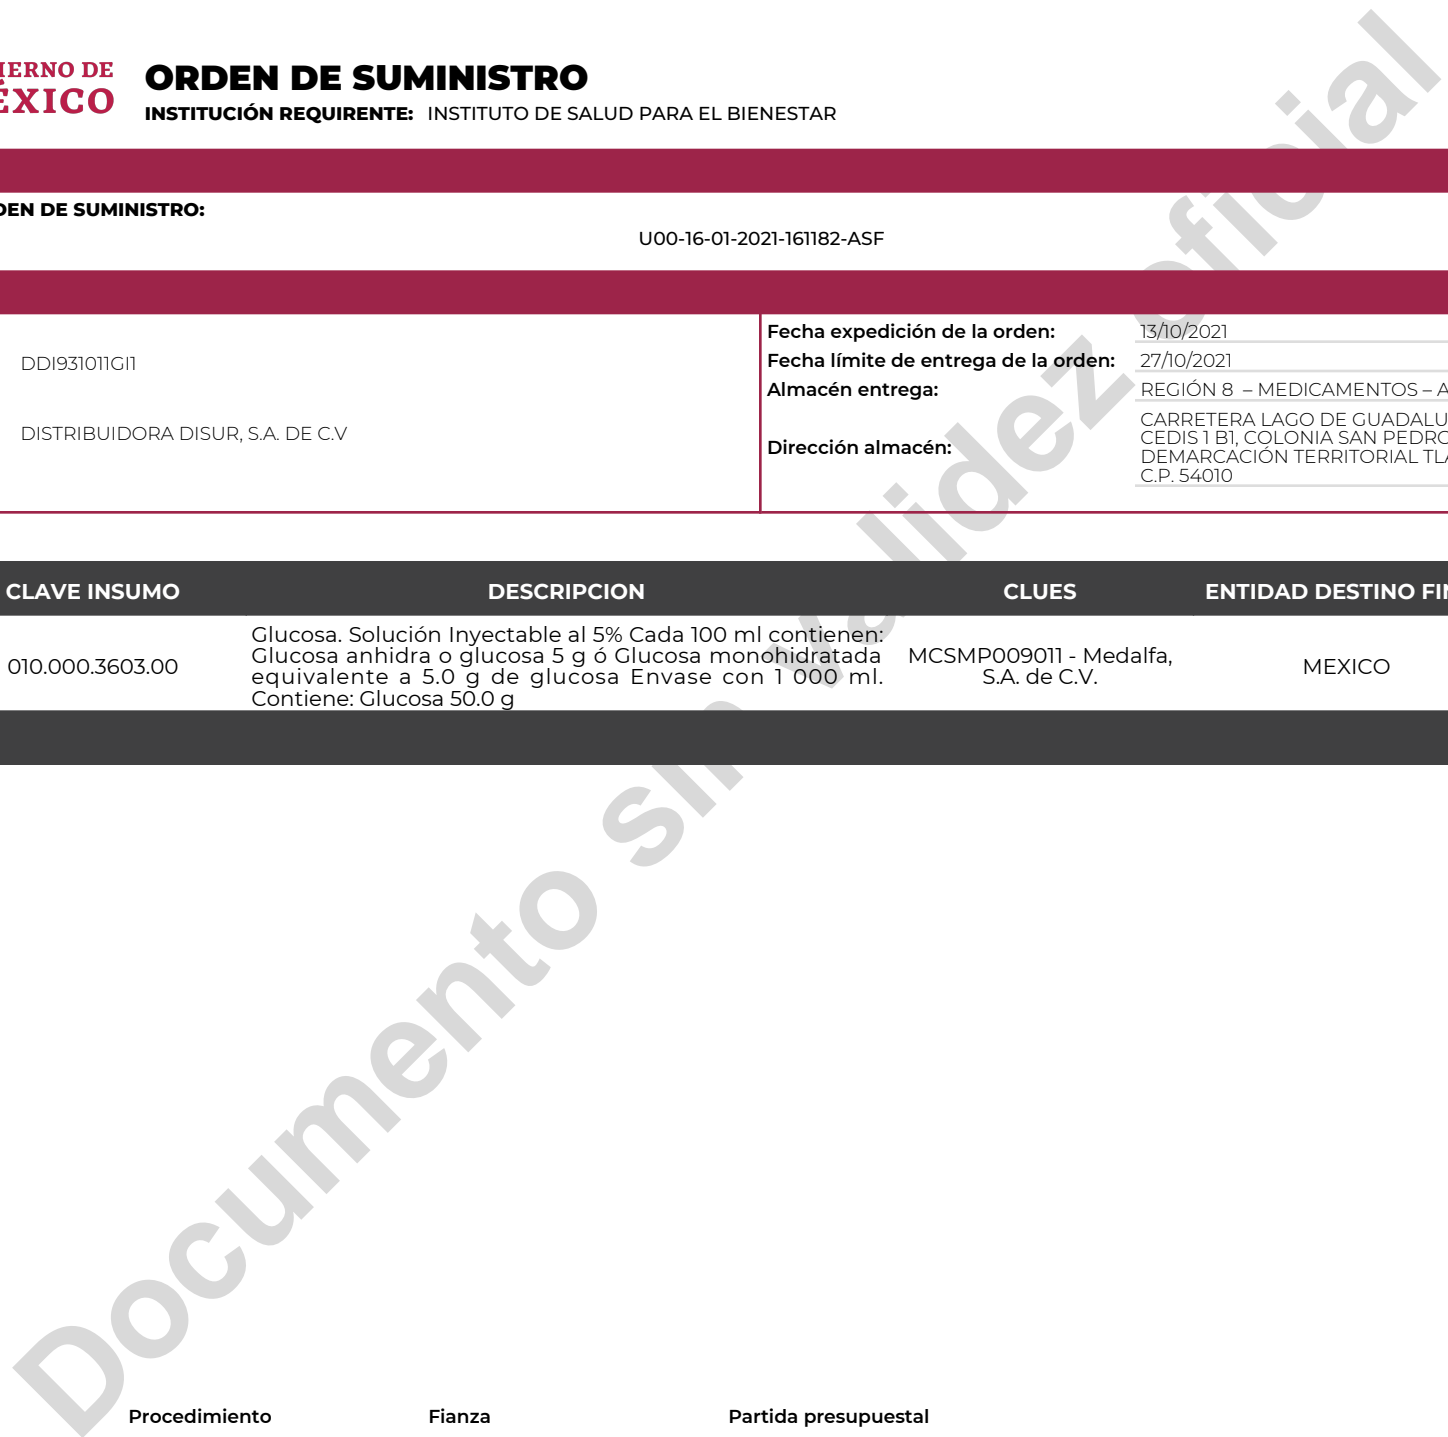 IERNO DE
ÉXICO
ORDEN DE SUMINISTRO
INSTITUCIÓN REQUIRENTE: INSTITUTO DE SALUD PARA EL BIENESTAR
DEN DE SUMINISTRO:
U00-16-01-2021-161182-ASF
DDI931011GI1
DISTRIBUIDORA DISUR, S.A. DE C.V
Fecha expedición de la orden: 13/10/2021
Fecha límite de entrega de la orden: 27/10/2021
Almacén entrega: REGIÓN 8 – MEDICAMENTOS – A
Dirección almacén:
CARRETERA LAGO DE GUADALU
CEDIS 1 B1, COLONIA SAN PEDRO
DEMARCACIÓN TERRITORIAL TLA
C.P. 54010
CLAVE INSUMO DESCRIPCION CLUES ENTIDAD DESTINO FIN
010.000.3603.00
Glucosa. Solución Inyectable al 5% Cada 100 ml contienen:
Glucosa anhidra o glucosa 5 g ó Glucosa monohidratada
equivalente a 5.0 g de glucosa Envase con 1 000 ml.
Contiene: Glucosa 50.0 g
MCSMP009011 - Medalfa,
S.A. de C.V.
MEXICO
Documento sin validez oficial
Procedimiento Fianza Partida presupuestal